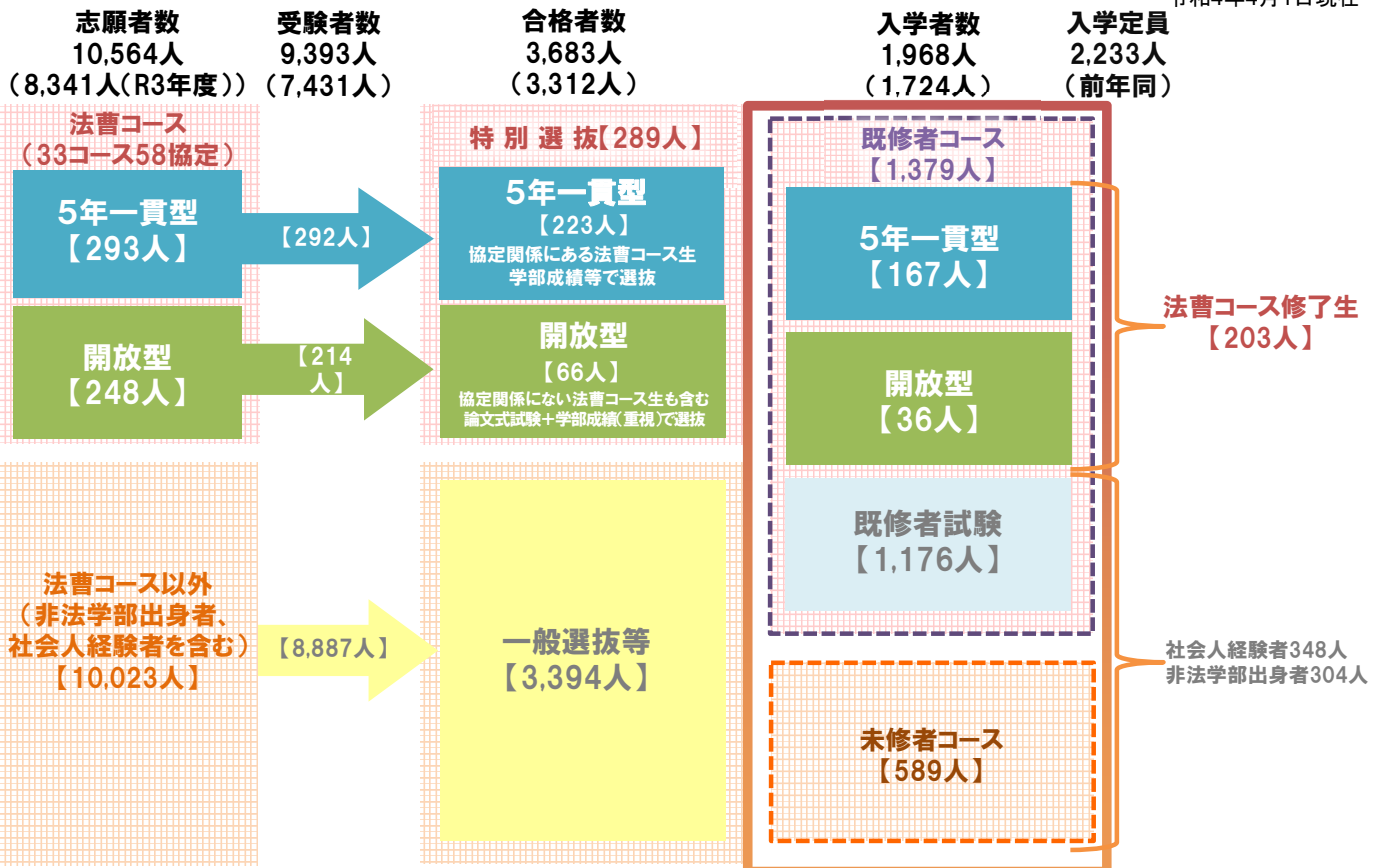 令和4年4月1日現在
志願者数
10,564人
（8,341人（R3年度））
受験者数
9,393人
（7,431人）
合格者数
3,683人
（3,312人）
入学者数
1,968人
（1,724人）
入学定員
2,233人
（前年同）
法曹コース
（33コース58協定）
5年一貫型
【293人】
開放型
【248人】
【292人】
【214
人】
特別選抜【289人】
5年一貫型
【223人】
協定関係にある法曹コース生
学部成績等で選抜
開放型
【66人】
協定関係にない法曹コース生も含む
論文式試験＋学部成績（重視）で選抜
既修者コース
【1,379人】
5年一貫型
【167人】
開放型
【36人】
既修者試験
【1,176人】
法曹コース修了生
【203人】
法曹コース以外
（非法学部出身者、
社会人経験者を含む）
【10,023人】
【8,887人】
一般選抜等
【3,394人】
未修者コース
【589人】
社会人経験者348人
非法学部出身者304人